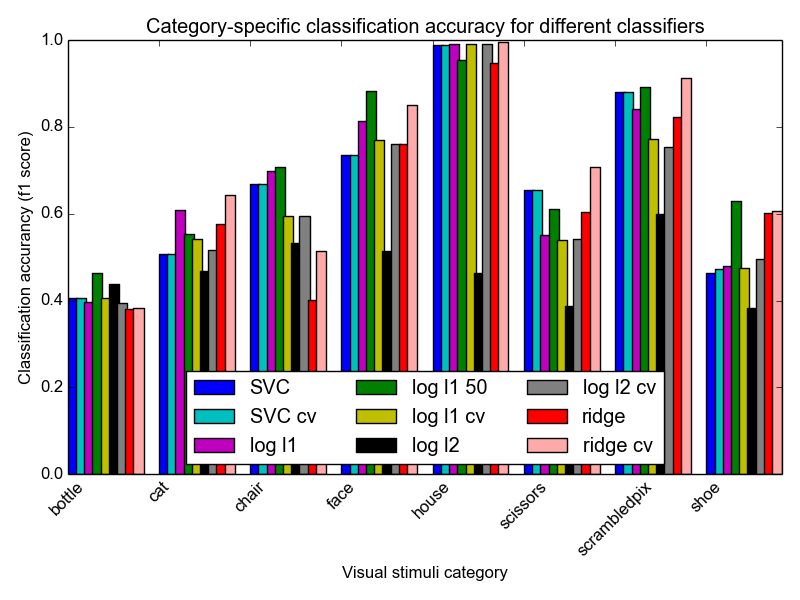 Category-specific classification accuracy for different classifiers
Classification accurancy (f1 score)
1.0
0.8
0.6
0.4
0.2
0.0
SVC
SVC cv
log l1
log l1 50
log l1 cv
log l2
log l2 cv
ridge
ridge cv
bottle
cat
chair
face
house
scissors
scrambledpix
shoe
Visual stimuli category